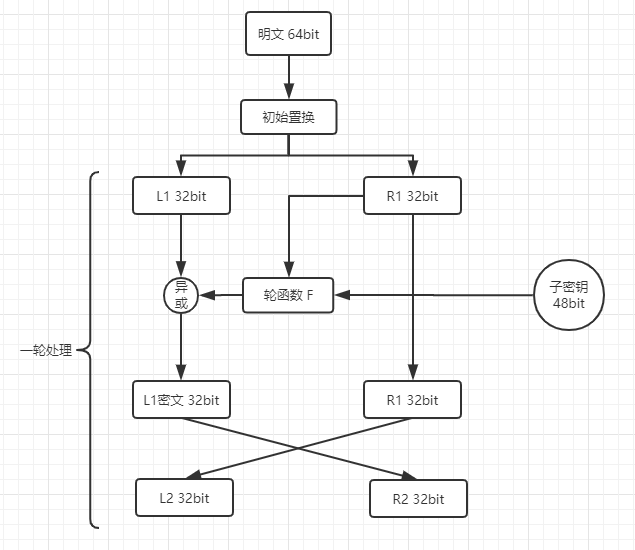 明文 64bit
初始置换
L1 32bit
R1 32bit
异
或
轮函数 F
子密钥
48bit
一轮处理
L1密文 32bit
R1 32bit
L2 32bit
R2 32bit